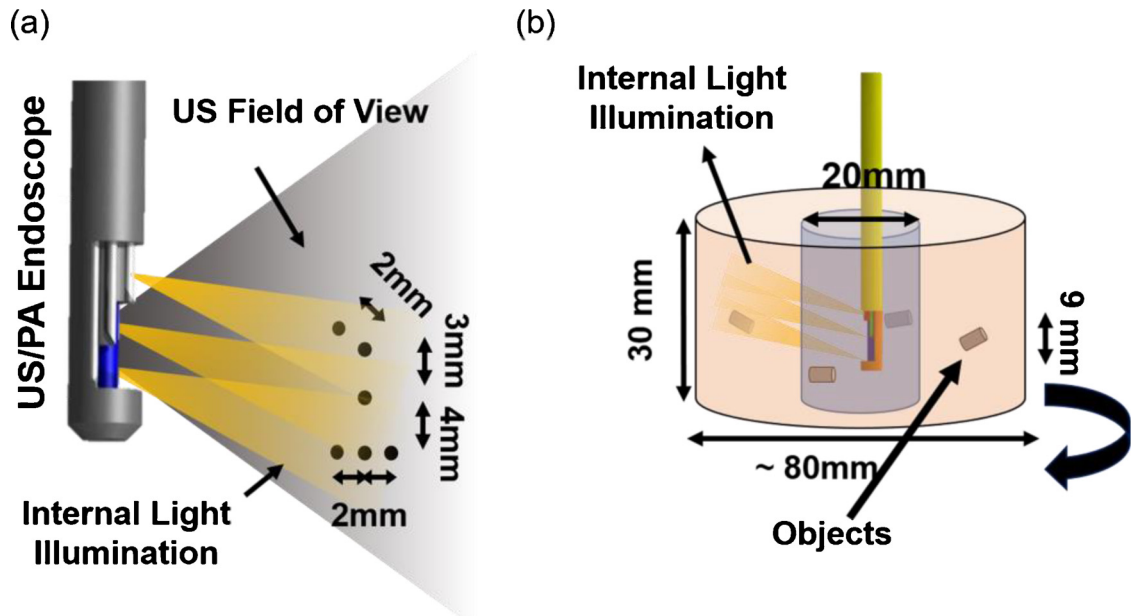 (a)
US/PA Endoscope
US Field of View
2mm
3mm
4mm
2mm
Internal Light
Illumination
(b)
Internal Light
Illumination
20mm
30 mm
9 mm
~ 80mm
Objects